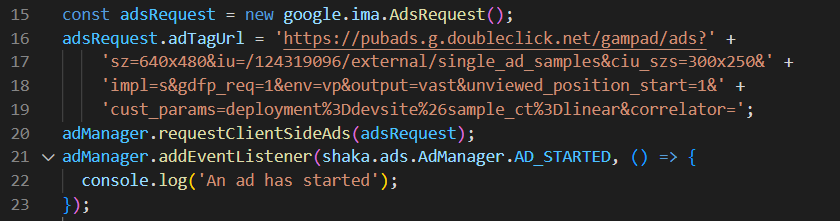 15 const adsRequest = new google.ima.AdsRequest();
16 adsRequest.adTagUrl = 'https://pubads.g.doubleclick.net/gampad/ads?' +
17 'sz=640x480&iu=/124319096/external/single_ad_samples&ciu_szs=300x250&' +
18 'impl=s&gdfp_req=1&env=vp&output=vast&unviewed_position_start=1&' +
19 'cust_params=deployment%3Ddevsite%26sample_ct%3Dlinear&correlator=';
20 adManager.requestClientSideAds(adsRequest);
21 adManager.addEventListener(shaka.ads.AdManager.AD_STARTED, () => {
22 console.log('An ad has started');
23 });